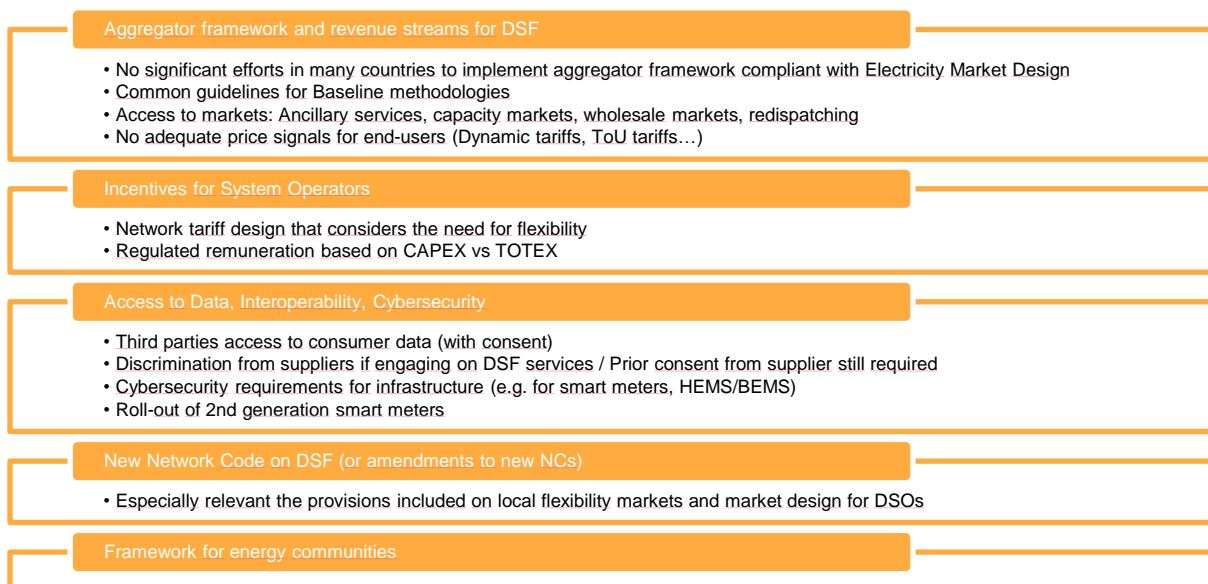 Aggregator framework and revenue streams for DSF
• No significant efforts in many countries to implement aggregator framework compliant with Electricity Market Design
• Common guidelines for Baseline methodologies
• Access to markets: Ancillary services, capacity markets, wholesale markets, redispatching
• No adequate price signals for end-users (Dynamic tariffs, ToU tariffs…)
Incentives for System Operators
• Network tariff design that considers the need for flexibility
• Regulated remuneration based on CAPEX vs TOTEX
Access to Data, Interoperability, Cybersecurity
• Third parties access to consumer data (with consent)
• Discrimination from suppliers if engaging on DSF services / Prior consent from supplier still required
• Cybersecurity requirements for infrastructure (e.g. for smart meters, HEMS/BEMS)
• Roll-out of 2nd generation smart meters
New Network Code on DSF (or amendments to new NCs)
• Especially relevant the provisions included on local flexibility markets and market design for DSOs
Framework for energy communities